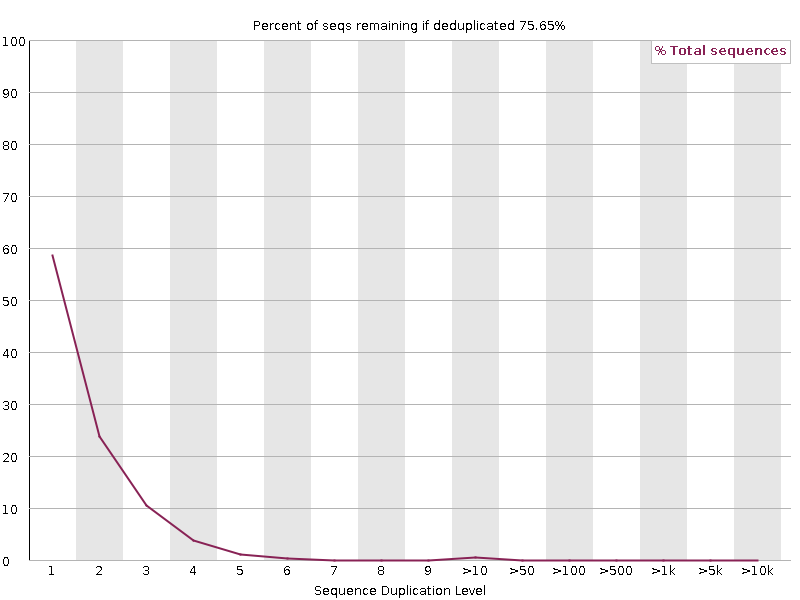 Percent of seqs remaining if deduplicated 75.65%
% Total sequences
100
90
80
70
60
50
40
30
20
10
0
1 2 3 4 5 6 7 8 9 >10 >50 >100 >500 >1k >5k >10k
Sequence Duplication Level